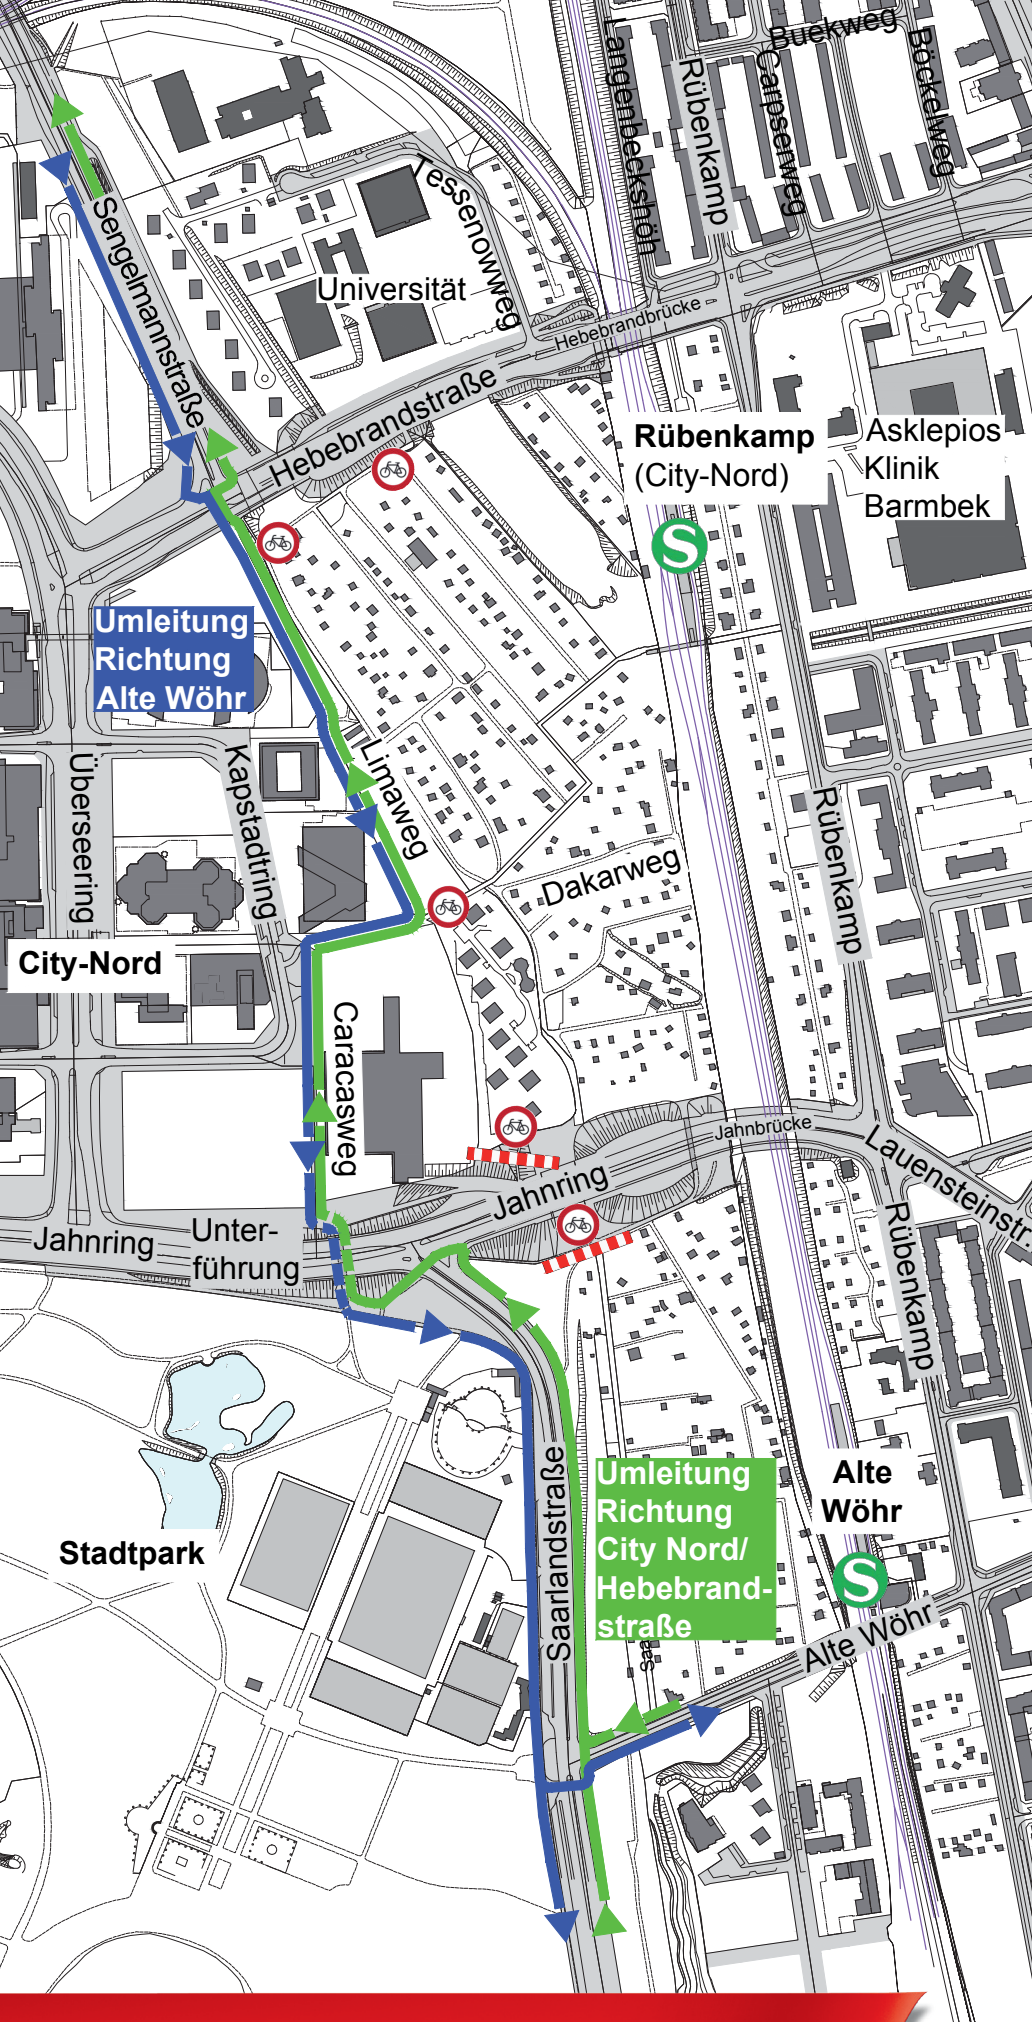 Buekweg
Langenbeckshöh
Rübenkamp
Carpserweg
Böckelweg
Tessenowweg
Sengelmannstraße
Universität
Hebebrandbrücke
Hebebrandstraße
Rübenkamp
(City-Nord)
Asklepios
Klinik
Barmbek
S
Umleitung
Richtung
Alte Wöhr
Limaweg
Überseering
Kapstadtring
Rübenkamp
Dakarweg
City-Nord
Caracasweg
Jahnbrücke
Lauensteinstr.
Jahnring
Jahnring
Unter-
führung
Rübenkamp
Saarlandstraße
Umleitung
Richtung
City Nord/
Hebebrand-
straße
Alte
Wöhr
S
Stadtpark
Alte Wöhr
Saa